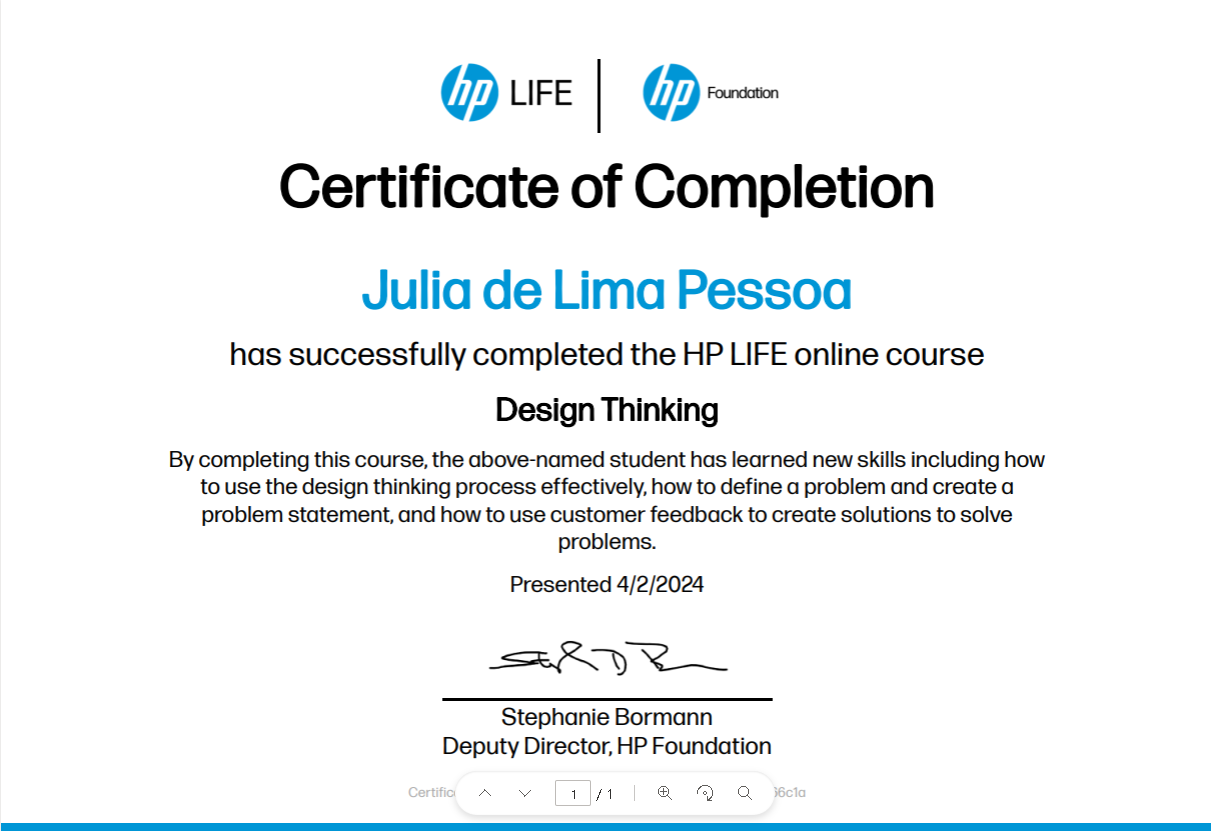 hp LIFE
hp Foundation
Certificate of Completion
Julia de Lima Pessoa
has successfully completed the HP LIFE online course
Design Thinking
By completing this course, the above-named student has learned new skills including how
to use the design thinking process effectively, how to define a problem and create a
problem statement, and how to use customer feedback to create solutions to solve
problems.
Presented 4/2/2024
Stephanie Bormann
Deputy Director, HP Foundation
1 / 1